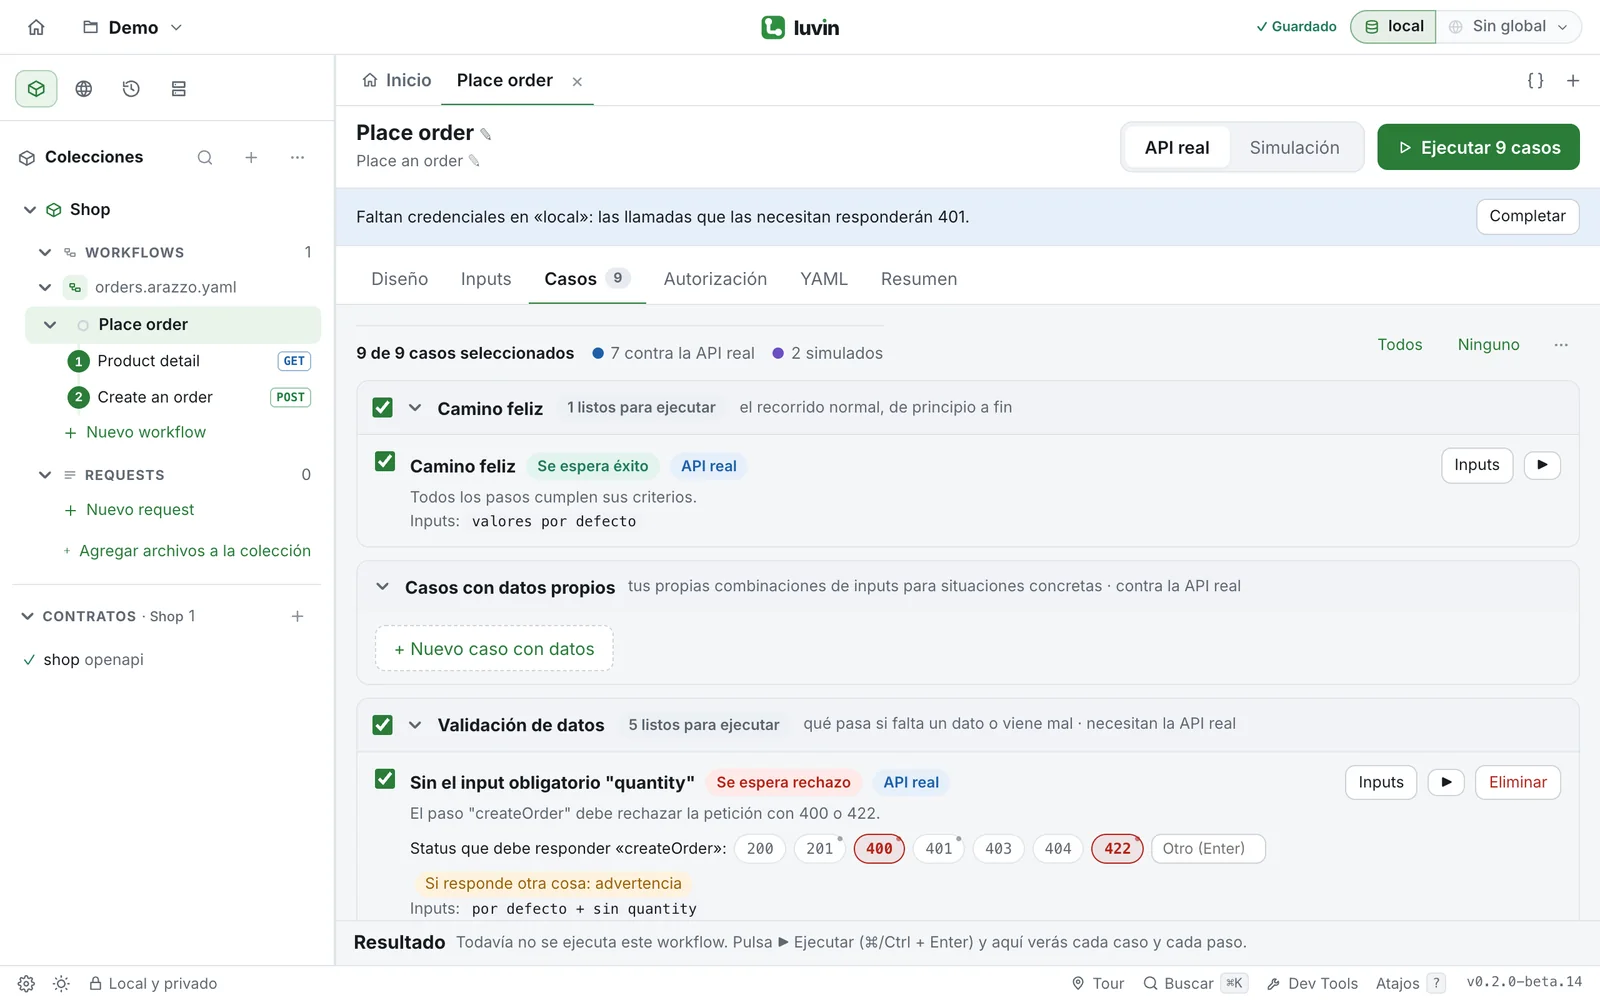 Demo
luvin
✓ Guardado
local
Sin global
Inicio
Place order
{ }
Colecciones
Shop
WORKFLOWS 1
orders.arazzo.yaml
Place order
1 Product detail GET
2 Create an order POST
+ Nuevo workflow
REQUESTS 0
+ Nuevo request
+ Agregar archivos a la colección
CONTRATOS · Shop 1
shop openapi
Place order
Place an order
API real
Simulación
Ejecutar 9 casos
Faltan credenciales en «local»: las llamadas que las necesitan responderán 401.
Completar
Diseño Inputs Casos 9 Autorización YAML Resumen
9 de 9 casos seleccionados 7 contra la API real 2 simulados
Todos Ninguno
Camino feliz 1 listos para ejecutar el recorrido normal, de principio a fin
Camino feliz Se espera éxito API real
Inputs
Todos los pasos cumplen sus criterios.
Inputs: valores por defecto
Casos con datos propios tus propias combinaciones de inputs para situaciones concretas · contra la API real
+ Nuevo caso con datos
Validación de datos 5 listos para ejecutar qué pasa si falta un dato o viene mal · necesitan la API real
Sin el input obligatorio "quantity" Se espera rechazo API real
Inputs Eliminar
El paso "createOrder" debe rechazar la petición con 400 o 422.
Status que debe responder «createOrder»: 200 201 400 401 403 404 422 Otro (Enter)
Si responde otra cosa: advertencia
Inputs: por defecto + sin quantity
Resultado Todavía no se ejecuta este workflow. Pulsa ▶ Ejecutar (⌘/Ctrl + Enter) y aquí verás cada caso y cada paso.
Local y privado
Tour
Buscar ⌘K
Dev Tools
Atajos ?
v0.2.0-beta.14